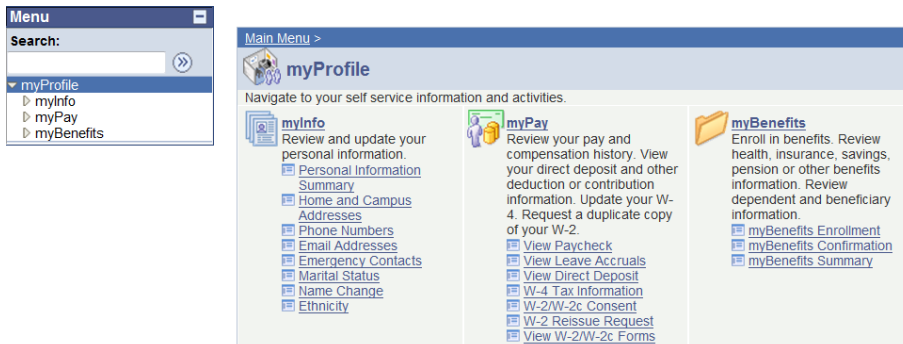 Menu
Search:
myProfile
myInfo
myPay
myBenefits
Main Menu >
myProfile
Navigate to your self service information and activities.
myInfo
Review and update your
personal information.
Personal Information
Summary
Home and Campus
Addresses
Phone Numbers
Email Addresses
Emergency Contacts
Marital Status
Name Change
Ethnicity
myPay
Review your pay and
compensation history. View
your direct deposit and other
deduction or contribution
information. Update your W-
4. Request a duplicate copy
of your W-2.
View Paycheck
View Leave Accruals
View Direct Deposit
W-4 Tax Information
W-2/W-2c Consent
W-2 Reissue Request
View W-2/W-2c Forms
myBenefits
Enroll in benefits. Review
health, insurance, savings,
pension or other benefits
information. Review
dependent and beneficiary
information.
myBenefits Enrollment
myBenefits Confirmation
myBenefits Summary